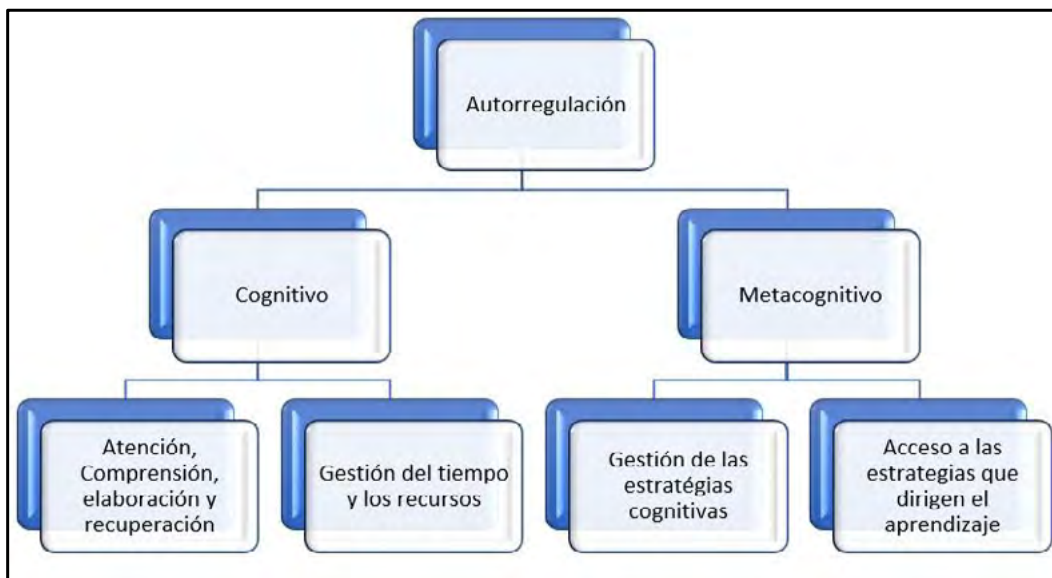 Autorregulación
Cognitivo
Metacognitivo
Atención,
Comprensión,
elaboración y
recuperación
Gestión del tiempo
y los recursos
Gestión de las
estratégias
cognitivas
Acceso a las
estrategias que
dirigen el
aprendizaje